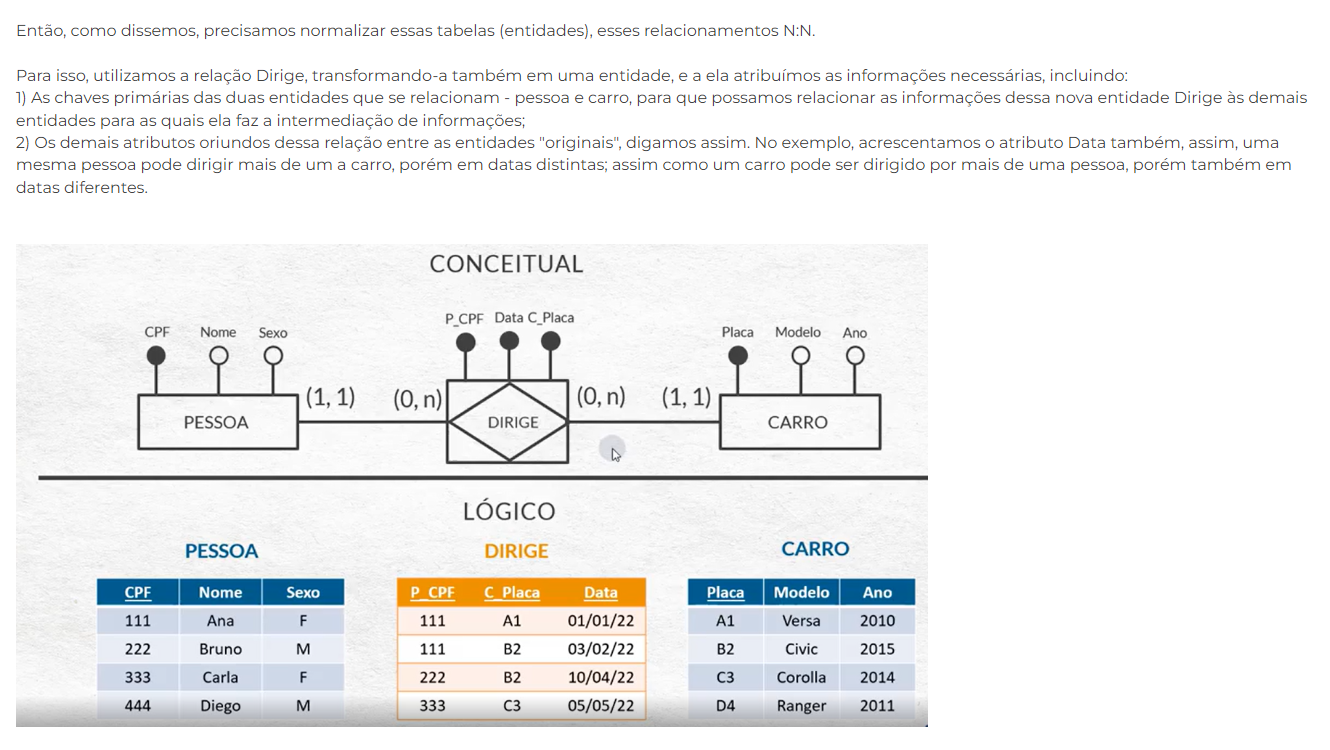 Então, como dissemos, precisamos normalizar essas tabelas (entidades), esses relacionamentos N:N.
Para isso, utilizamos a relação Dirige, transformando-a também em uma entidade, e a ela atribuímos as informações necessárias, incluindo:
1) As chaves primárias das duas entidades que se relacionam - pessoa e carro, para que possamos relacionar as informações dessa nova entidade Dirige às demais
entidades para as quais ela faz a intermediação de informações;
2) Os demais atributos oriundos dessa relação entre as entidades "originais", digamos assim. No exemplo, acrescentamos o atributo Data também, assim, uma
mesma pessoa pode dirigir mais de um a carro, porém em datas distintas; assim como um carro pode ser dirigido por mais de uma pessoa, porém também em
datas diferentes.
CONCEITUAL
P_CPF Data C_Placa
CPF Nome Sexo
Placa Modelo Ano
(1, 1) (0, n) (0, n) (1, 1)
PESSOA DIRIGE CARRO
LÓGICO
PESSOA
CPF Nome Sexo
111 Ana F
222 Bruno M
333 Carla F
444 Diego M
DIRIGE
P_CPF C_Placa Data
111 A1 01/01/22
111 B2 03/02/22
222 B2 10/04/22
333 C3 05/05/22
CARRO
Placa Modelo Ano
A1 Versa 2010
B2 Civic 2015
C3 Corolla 2014
D4 Ranger 2011